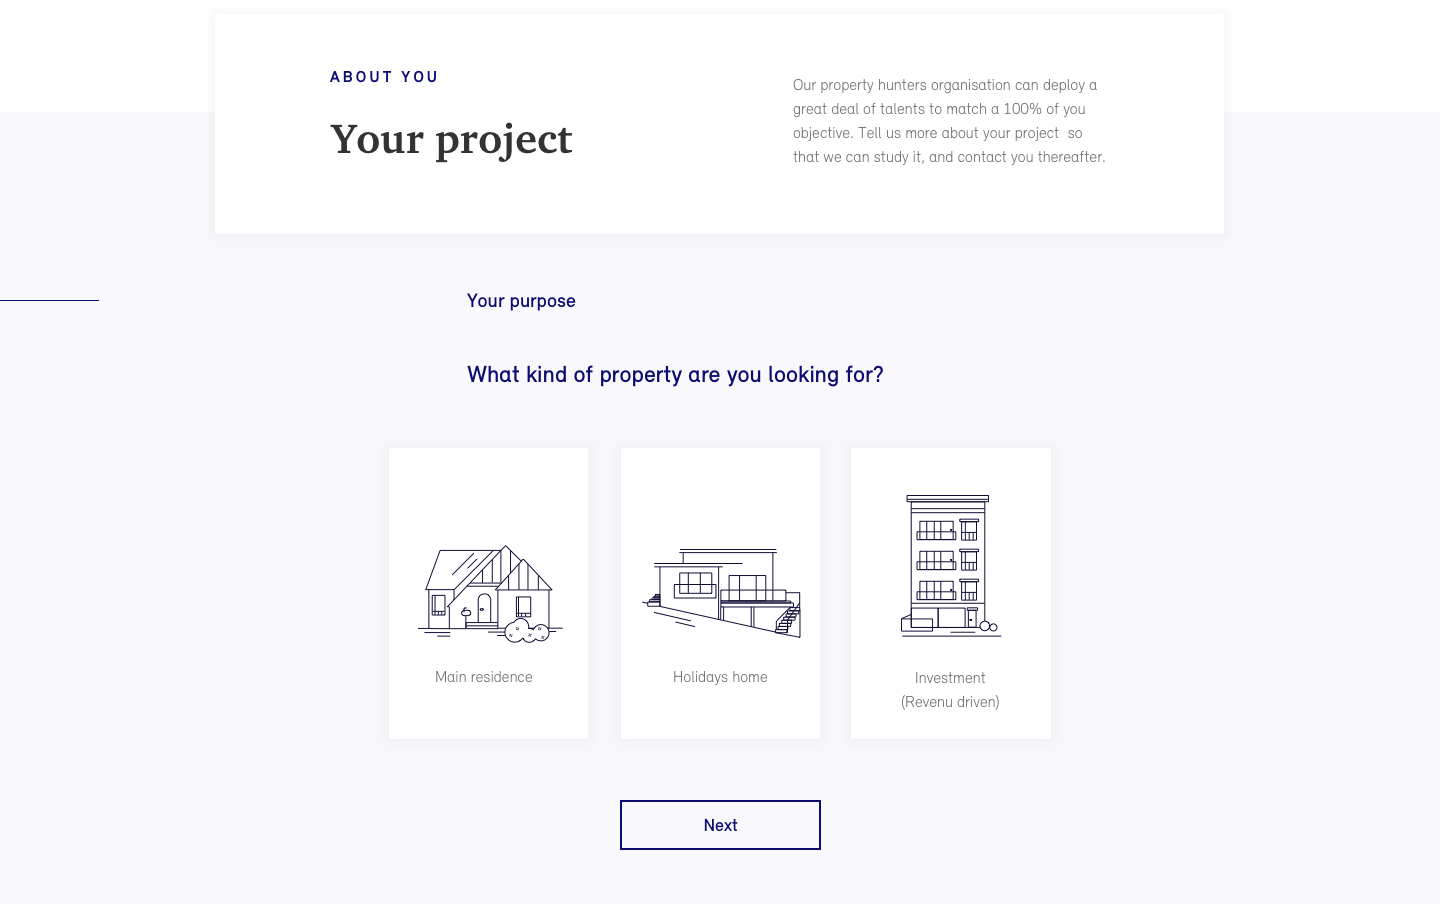 ABOUT YOU
Your project
Our property hunters organisation can deploy a
great deal of talents to match a 100% of you
objective. Tell us more about your project  so
that we can study it, and contact you thereafter.
Your purpose
What kind of property are you looking for?
Main residence
Holidays home
Investment
(Revenu driven)
Next